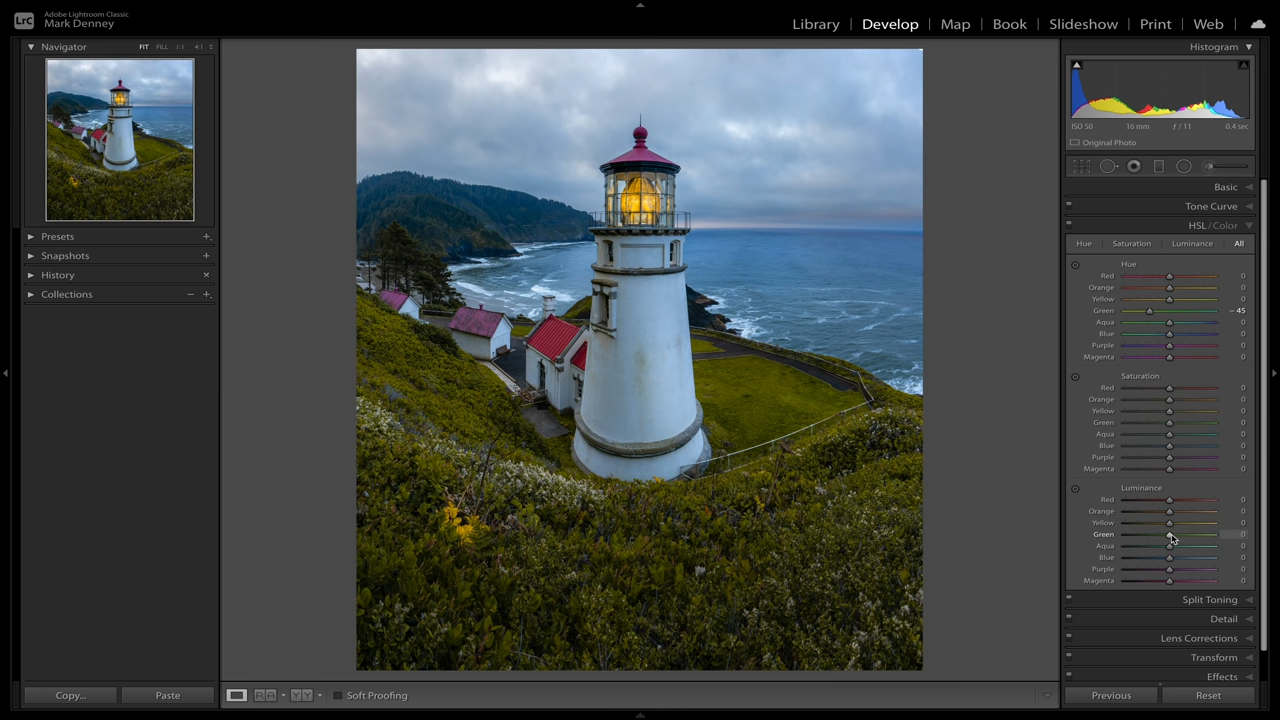 LrC
Adobe Lightroom Classic
Mark Denney
Library | Develop | Map | Book | Slideshow | Print | Web
Navigator FIT FILL 1:1 4:1
Presets
Snapshots
History
Collections
Copy... Paste
Soft Proofing
Histogram
ISO 50 16 mm ƒ / 11 0.4 sec
Original Photo
Basic
Tone Curve
HSL / Color
Hue Saturation Luminance All
Hue
Red 0
Orange 0
Yellow 0
Green – 45
Aqua 0
Blue 0
Purple 0
Magenta 0
Saturation
Red 0
Orange 0
Yellow 0
Green 0
Aqua 0
Blue 0
Purple 0
Magenta 0
Luminance
Red 0
Orange 0
Yellow 0
Green 0
Aqua 0
Blue 0
Purple 0
Magenta 0
Split Toning
Detail
Lens Corrections
Transform
Effects
Previous Reset